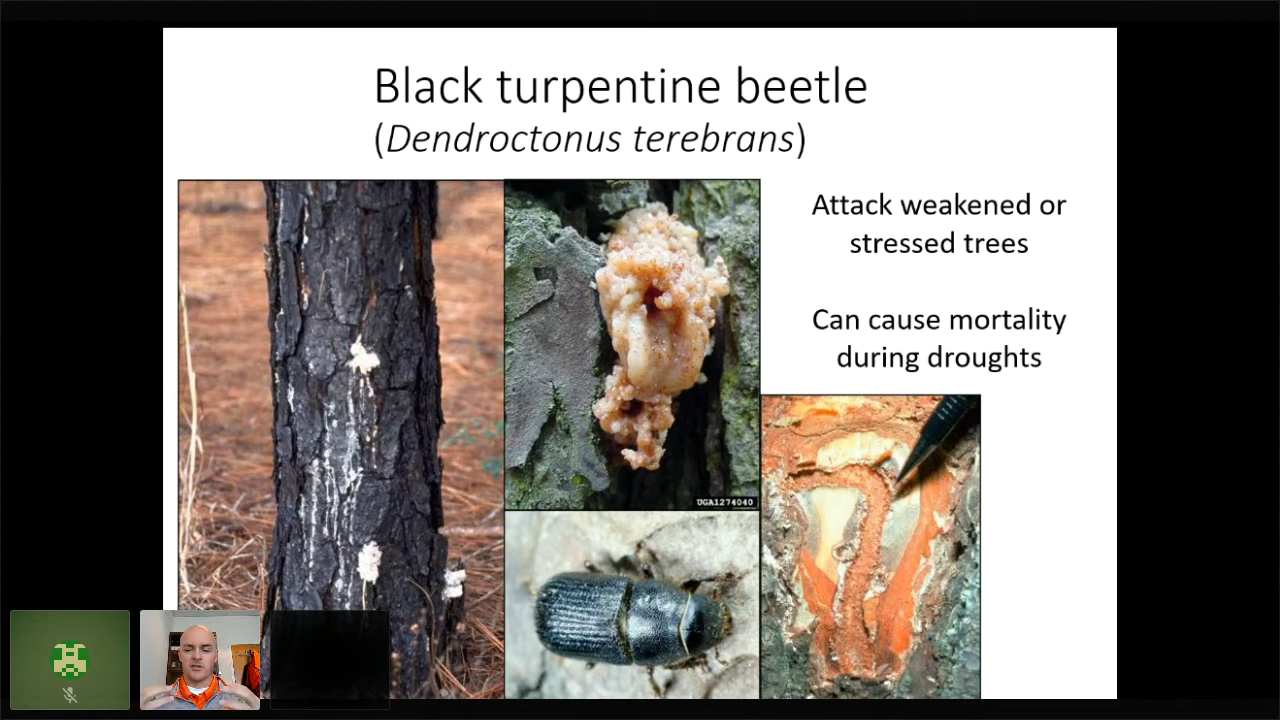 Black turpentine beetle
(Dendroctonus terebrans)
Attack weakened or
stressed trees
Can cause mortality
during droughts
UGA1274040